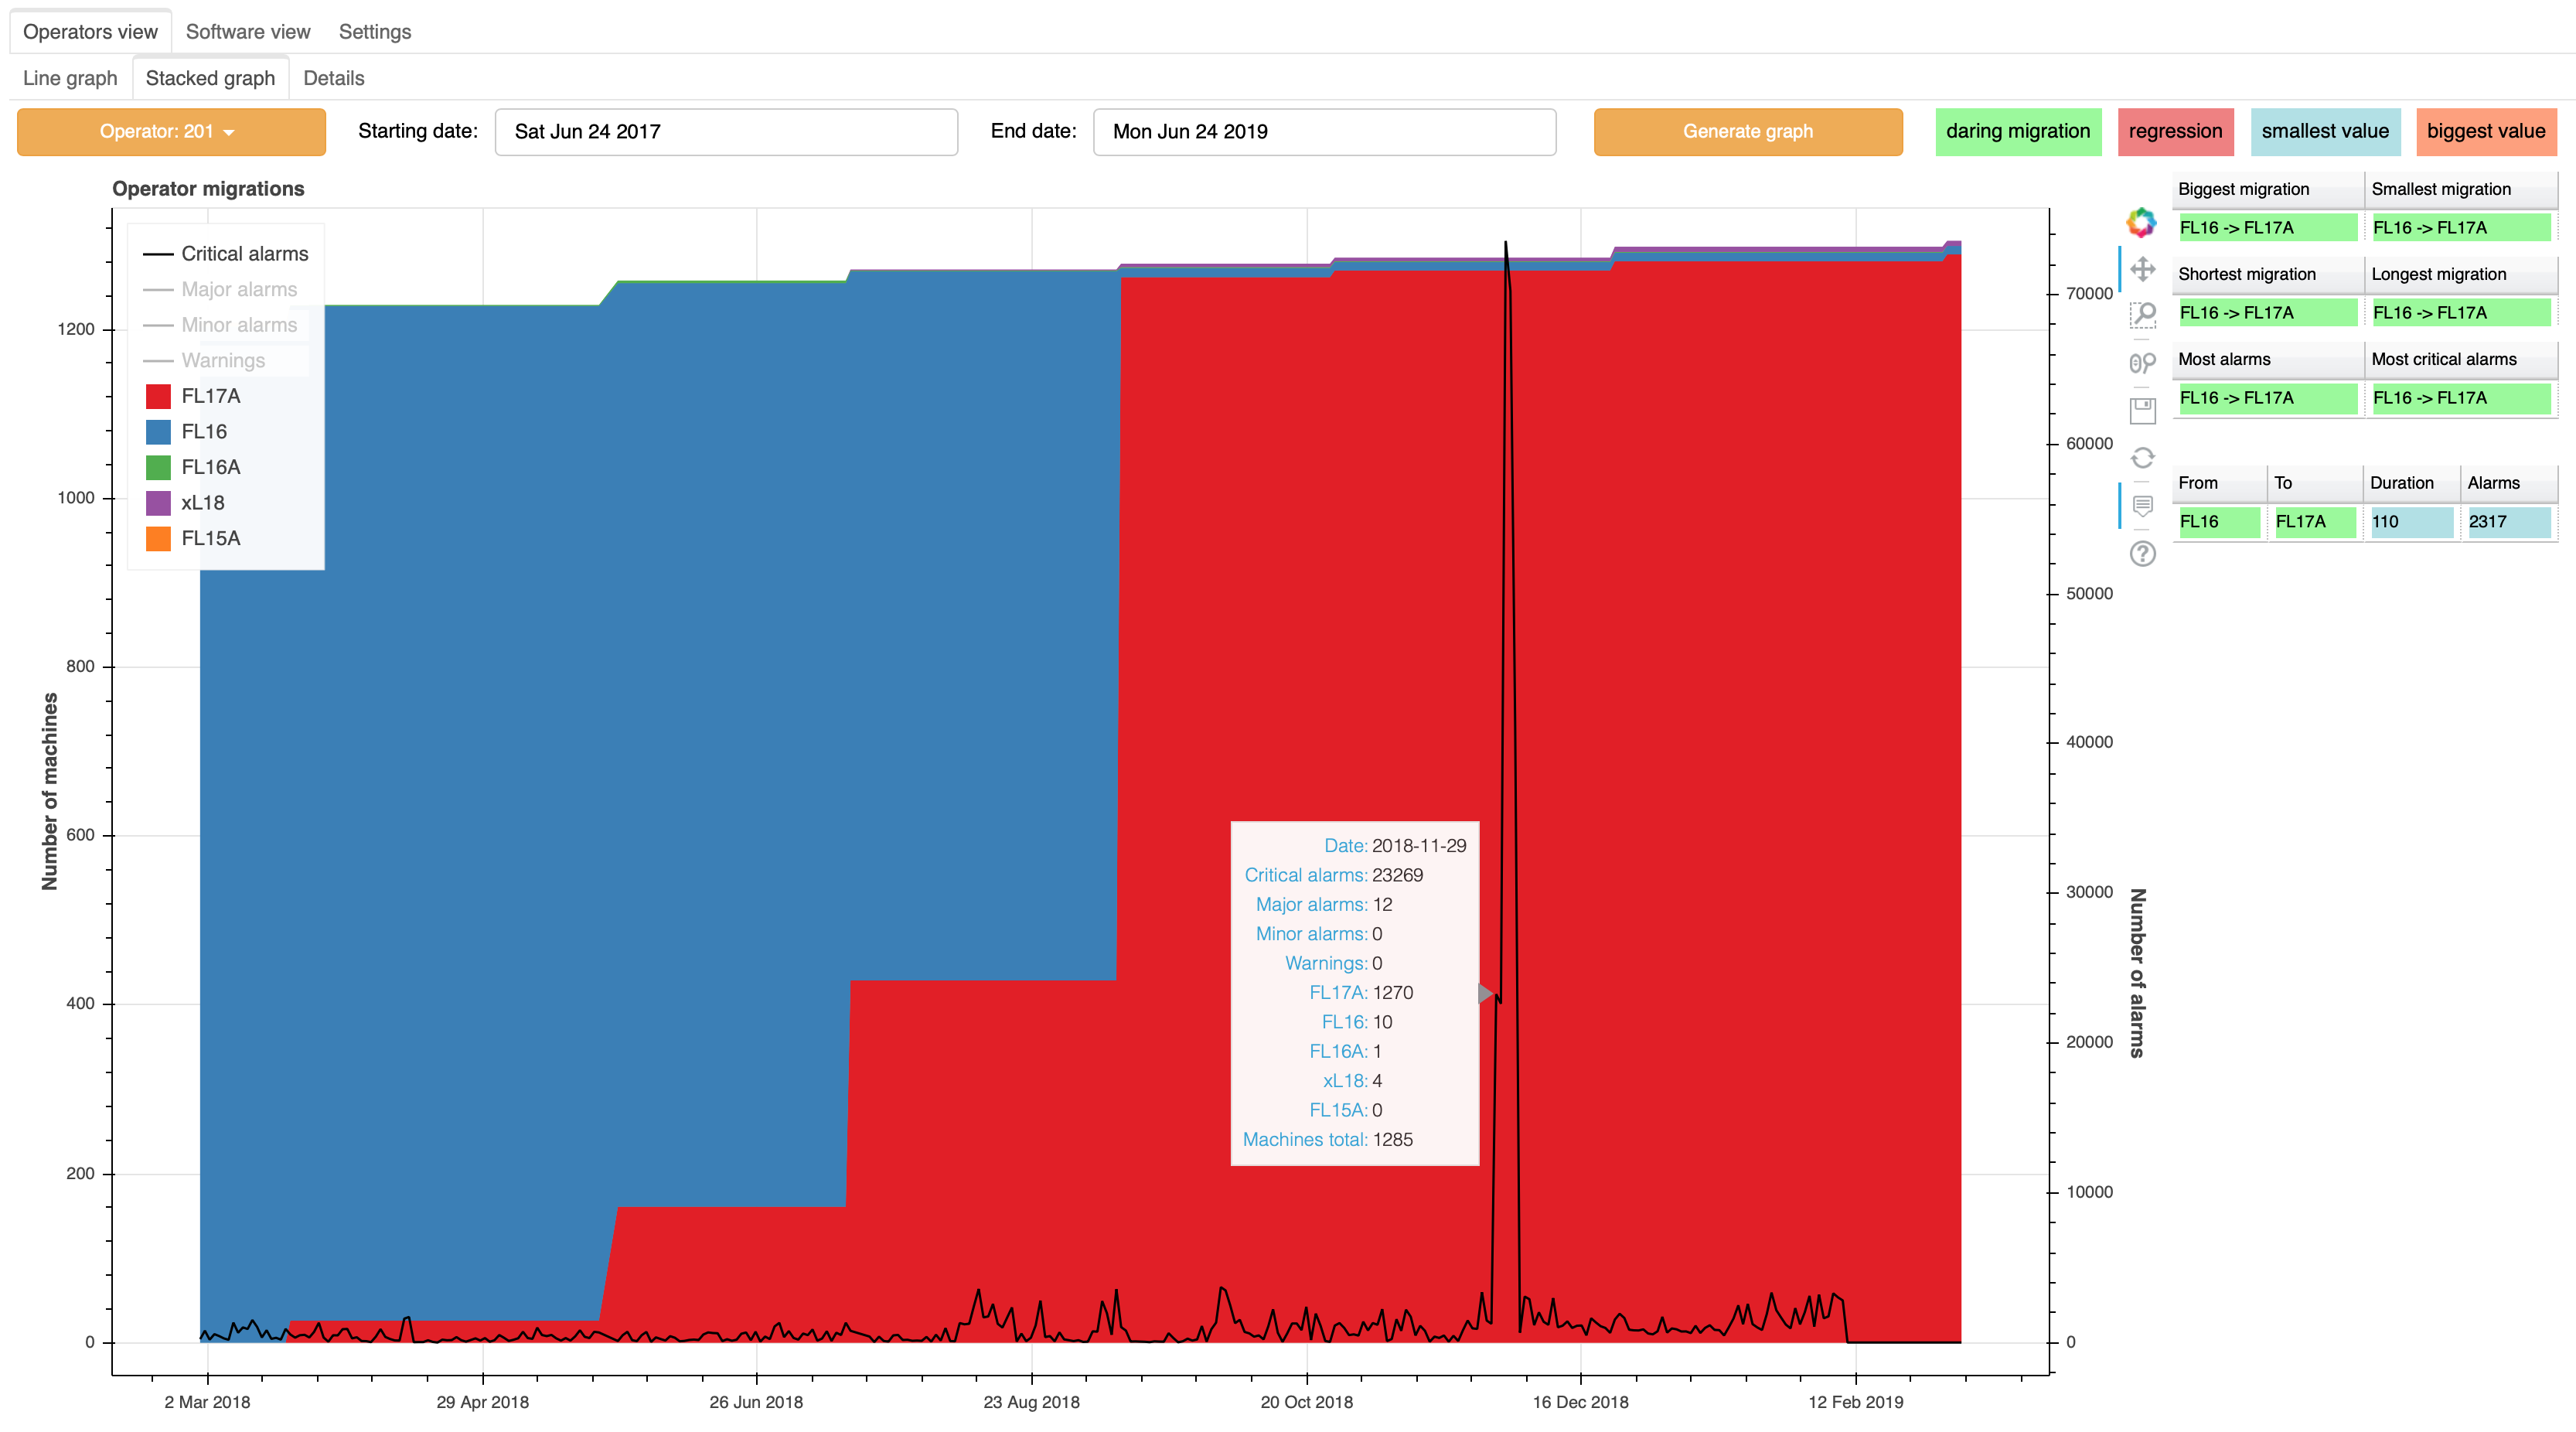 Operators view Software view Settings
Line graph Stacked graph Details
Operator: 201 Starting date: Sat Jun 24 2017 End date: Mon Jun 24 2019 Generate graph daring migration regression smallest value biggest value
Operator migrations
Critical alarms
Major alarms
Minor alarms
Warnings
FL17A
FL16
FL16A
xL18
FL15A
Number of machines
1200
1000
800
600
400
200
0
Date: 2018-11-29
Critical alarms: 23269
Major alarms: 12
Minor alarms: 0
Warnings: 0
FL17A: 1270
FL16: 10
FL16A: 1
xL18: 4
FL15A: 0
Machines total: 1285
70000
60000
50000
40000
30000
20000
10000
0
Number of alarms
2 Mar 2018 29 Apr 2018 26 Jun 2018 23 Aug 2018 20 Oct 2018 16 Dec 2018 12 Feb 2019
Biggest migration Smallest migration
FL16 -> FL17A FL16 -> FL17A
Shortest migration Longest migration
FL16 -> FL17A FL16 -> FL17A
Most alarms Most critical alarms
FL16 -> FL17A FL16 -> FL17A
From To Duration Alarms
FL16 FL17A 110 2317